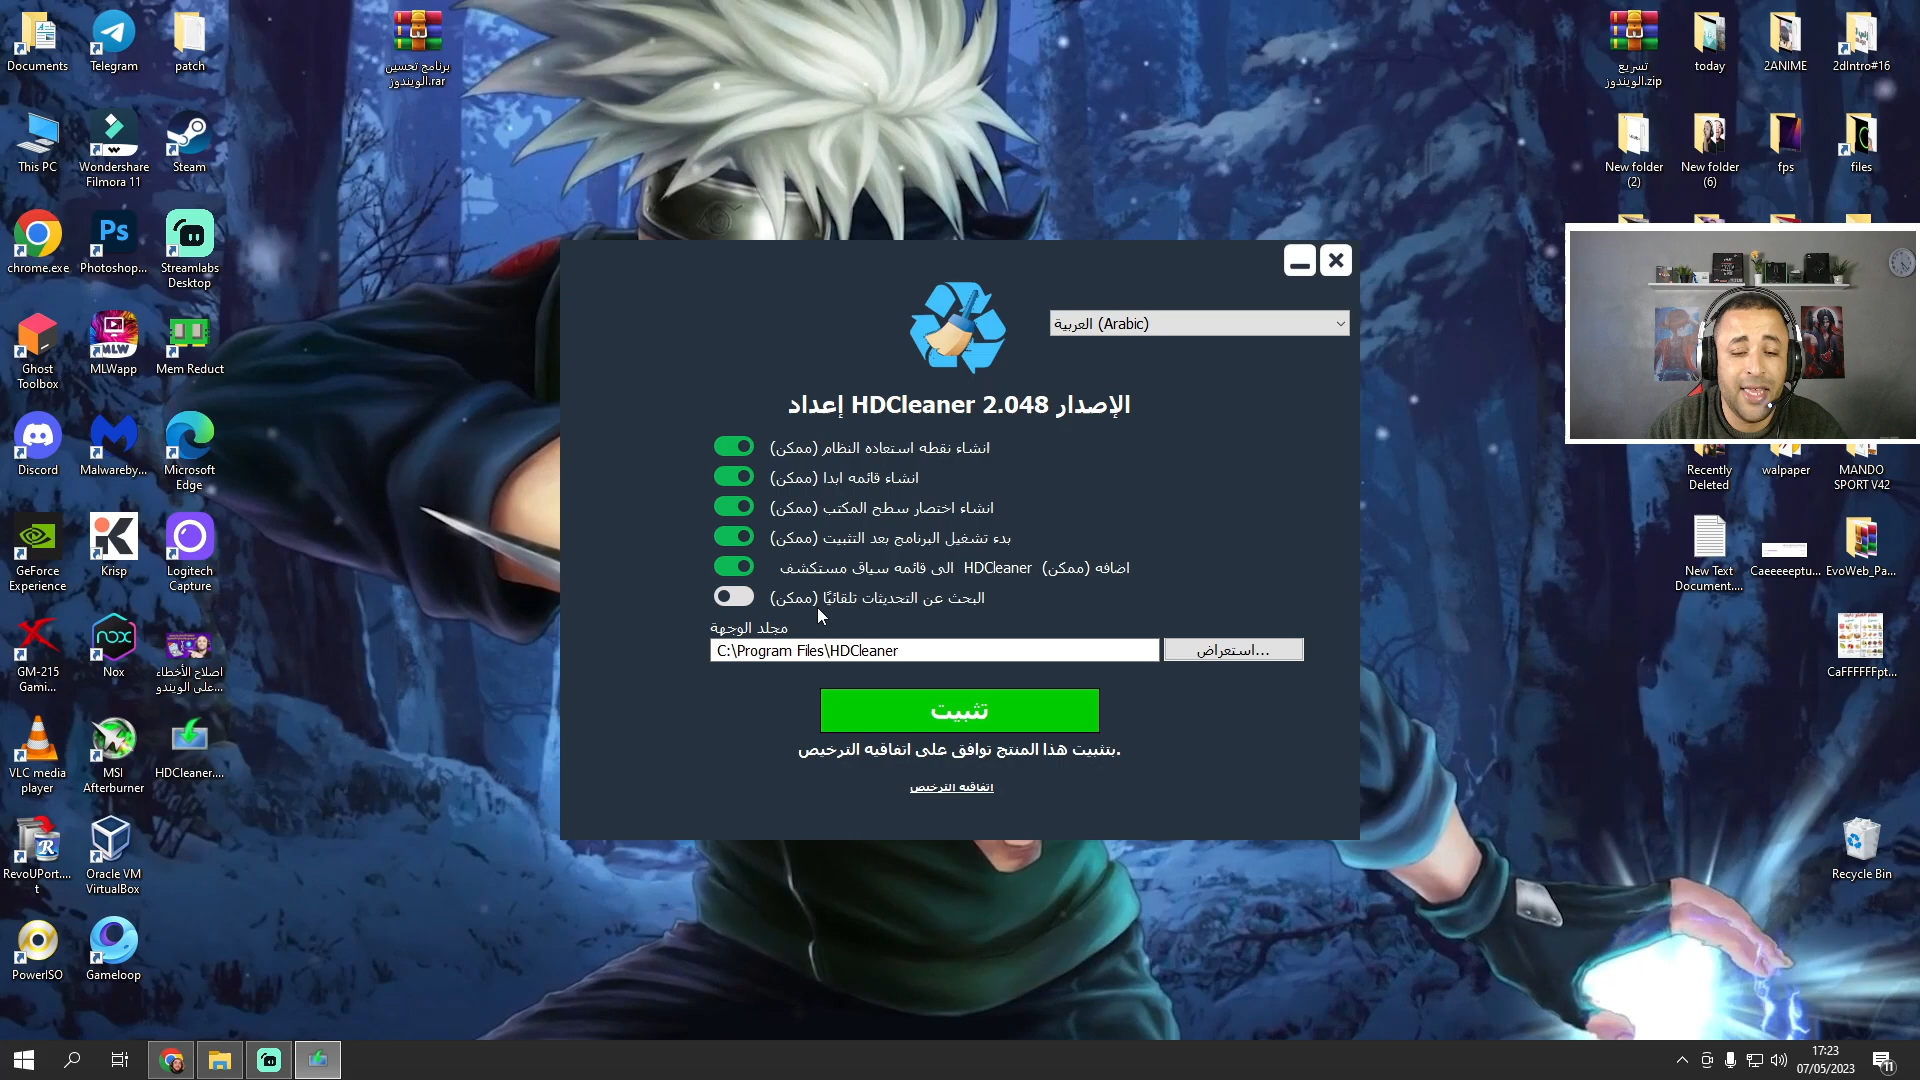 Documents
Telegram
patch
برنامج تحسين
الويندوز.rar
تسريع
الويندوز.zip
today
2ANIME
2dIntro#16
This PC
Wondershare
Filmora 11
Steam
New folder
(2)
New folder
(6)
fps
files
chrome.exe
Photoshop...
Streamlabs
Desktop
العربية (Arabic)
Ghost
Toolbox
MLWapp
Mem Reduct
إعداد HDCleaner 2.048 الإصدار
انشاء نقطه استعاده النظام (ممكن)
انشاء قائمه ابدا (ممكن)
انشاء اختصار سطح المكتب (ممكن)
بدء تشغيل البرنامج بعد التثبيت (ممكن)
اضافه (ممكن) HDCleaner الى قائمه سياق مستكشف
البحث عن التحديثات تلقائيًا (ممكن)
مجلد الوجهة
C:\Program Files\HDCleaner
استعراض...
تثبيت
بتثبيت هذا المنتج توافق على اتفاقيه الترخيص.
اتفاقيه الترخيص
Discord
Malwareby...
Microsoft
Edge
Recently
Deleted
walpaper
MANDO
SPORT V42
GeForce
Experience
Krisp
Logitech
Capture
New Text
Document....
Caeeeeeptu...
EvoWeb_Pa...
GM-215
Gami...
Nox
اصلاح الأخطاء
على الويندو...
CaFFFFFFpt...
VLC media
player
MSI
Afterburner
HDCleaner....
RevoUPort....
t
Oracle VM
VirtualBox
Recycle Bin
PowerISO
Gameloop
17:23
07/05/2023
11